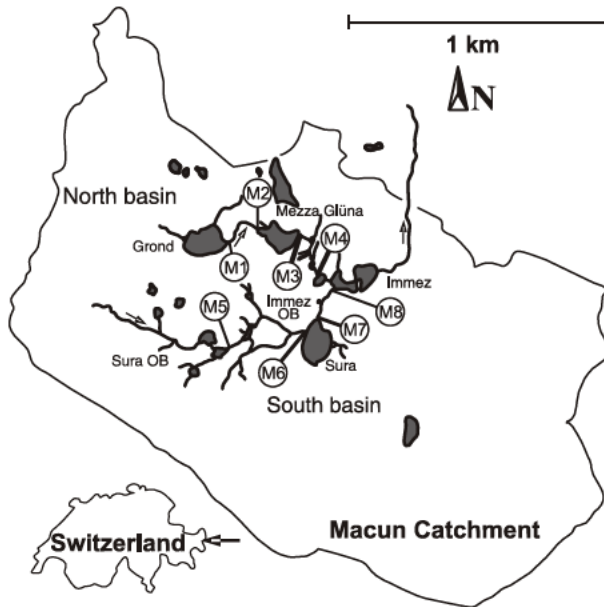 1 km
N
North basin
M2
Mezza Glüna
Grond
M4
M1
M3
Immez
Immez
OB
M8
M5
M7
Sura OB
M6
Sura
South basin
Switzerland
Macun Catchment